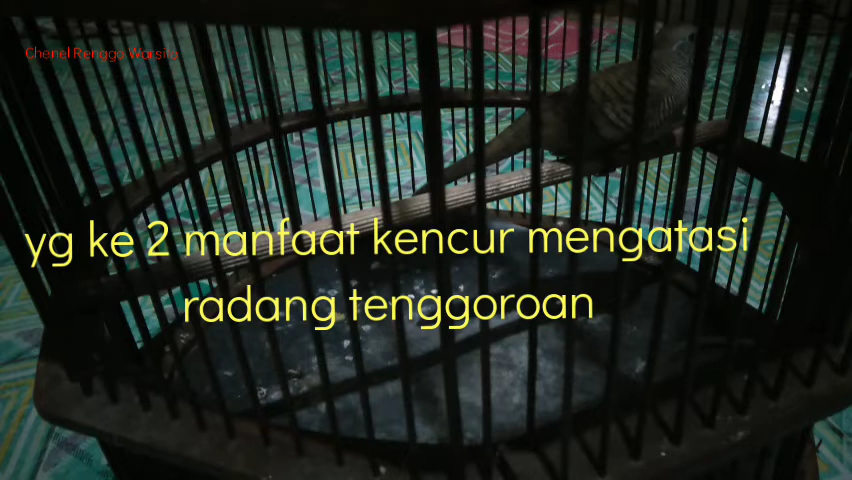 Chenel Renggo Warsito
yg ke 2 manfaat kencur mengatasi
radang tenggoroan